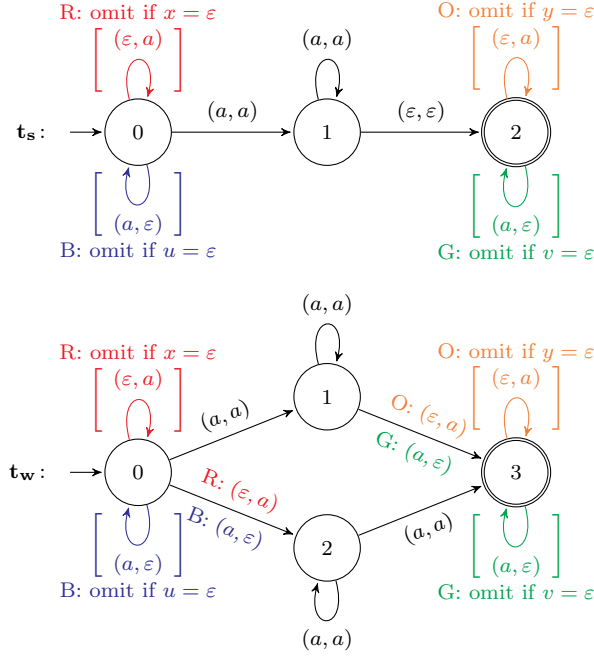 R: omit if x = ε
O: omit if y = ε
(ε, a)
(a, a)
(ε, a)
t_s:
0
(a, a)
1
(ε, ε)
2
(a, ε)
(a, ε)
B: omit if u = ε
G: omit if v = ε
(a, a)
R: omit if x = ε
O: omit if y = ε
(ε, a)
(ε, a)
1
(a, a)
O: (ε, a)
G: (a, ε)
t_w:
0
3
R: (ε, a)
B: (a, ε)
(a, a)
2
(a, ε)
(a, ε)
B: omit if u = ε
G: omit if v = ε
(a, a)